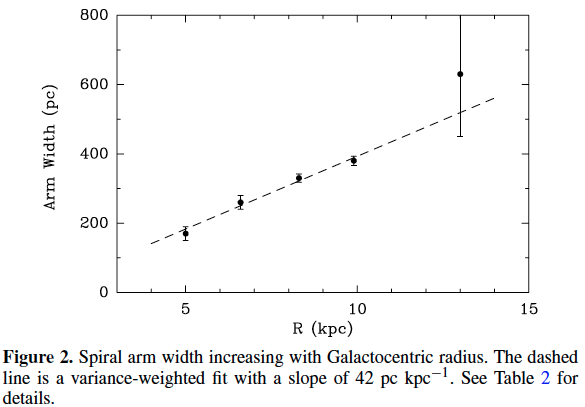 800
600
400
200
0
Arm Width (pc)
5
10
15
R (kpc)
Figure 2. Spiral arm width increasing with Galactocentric radius. The dashed
line is a variance-weighted fit with a slope of 42 pc kpc⁻¹. See Table 2 for
details.